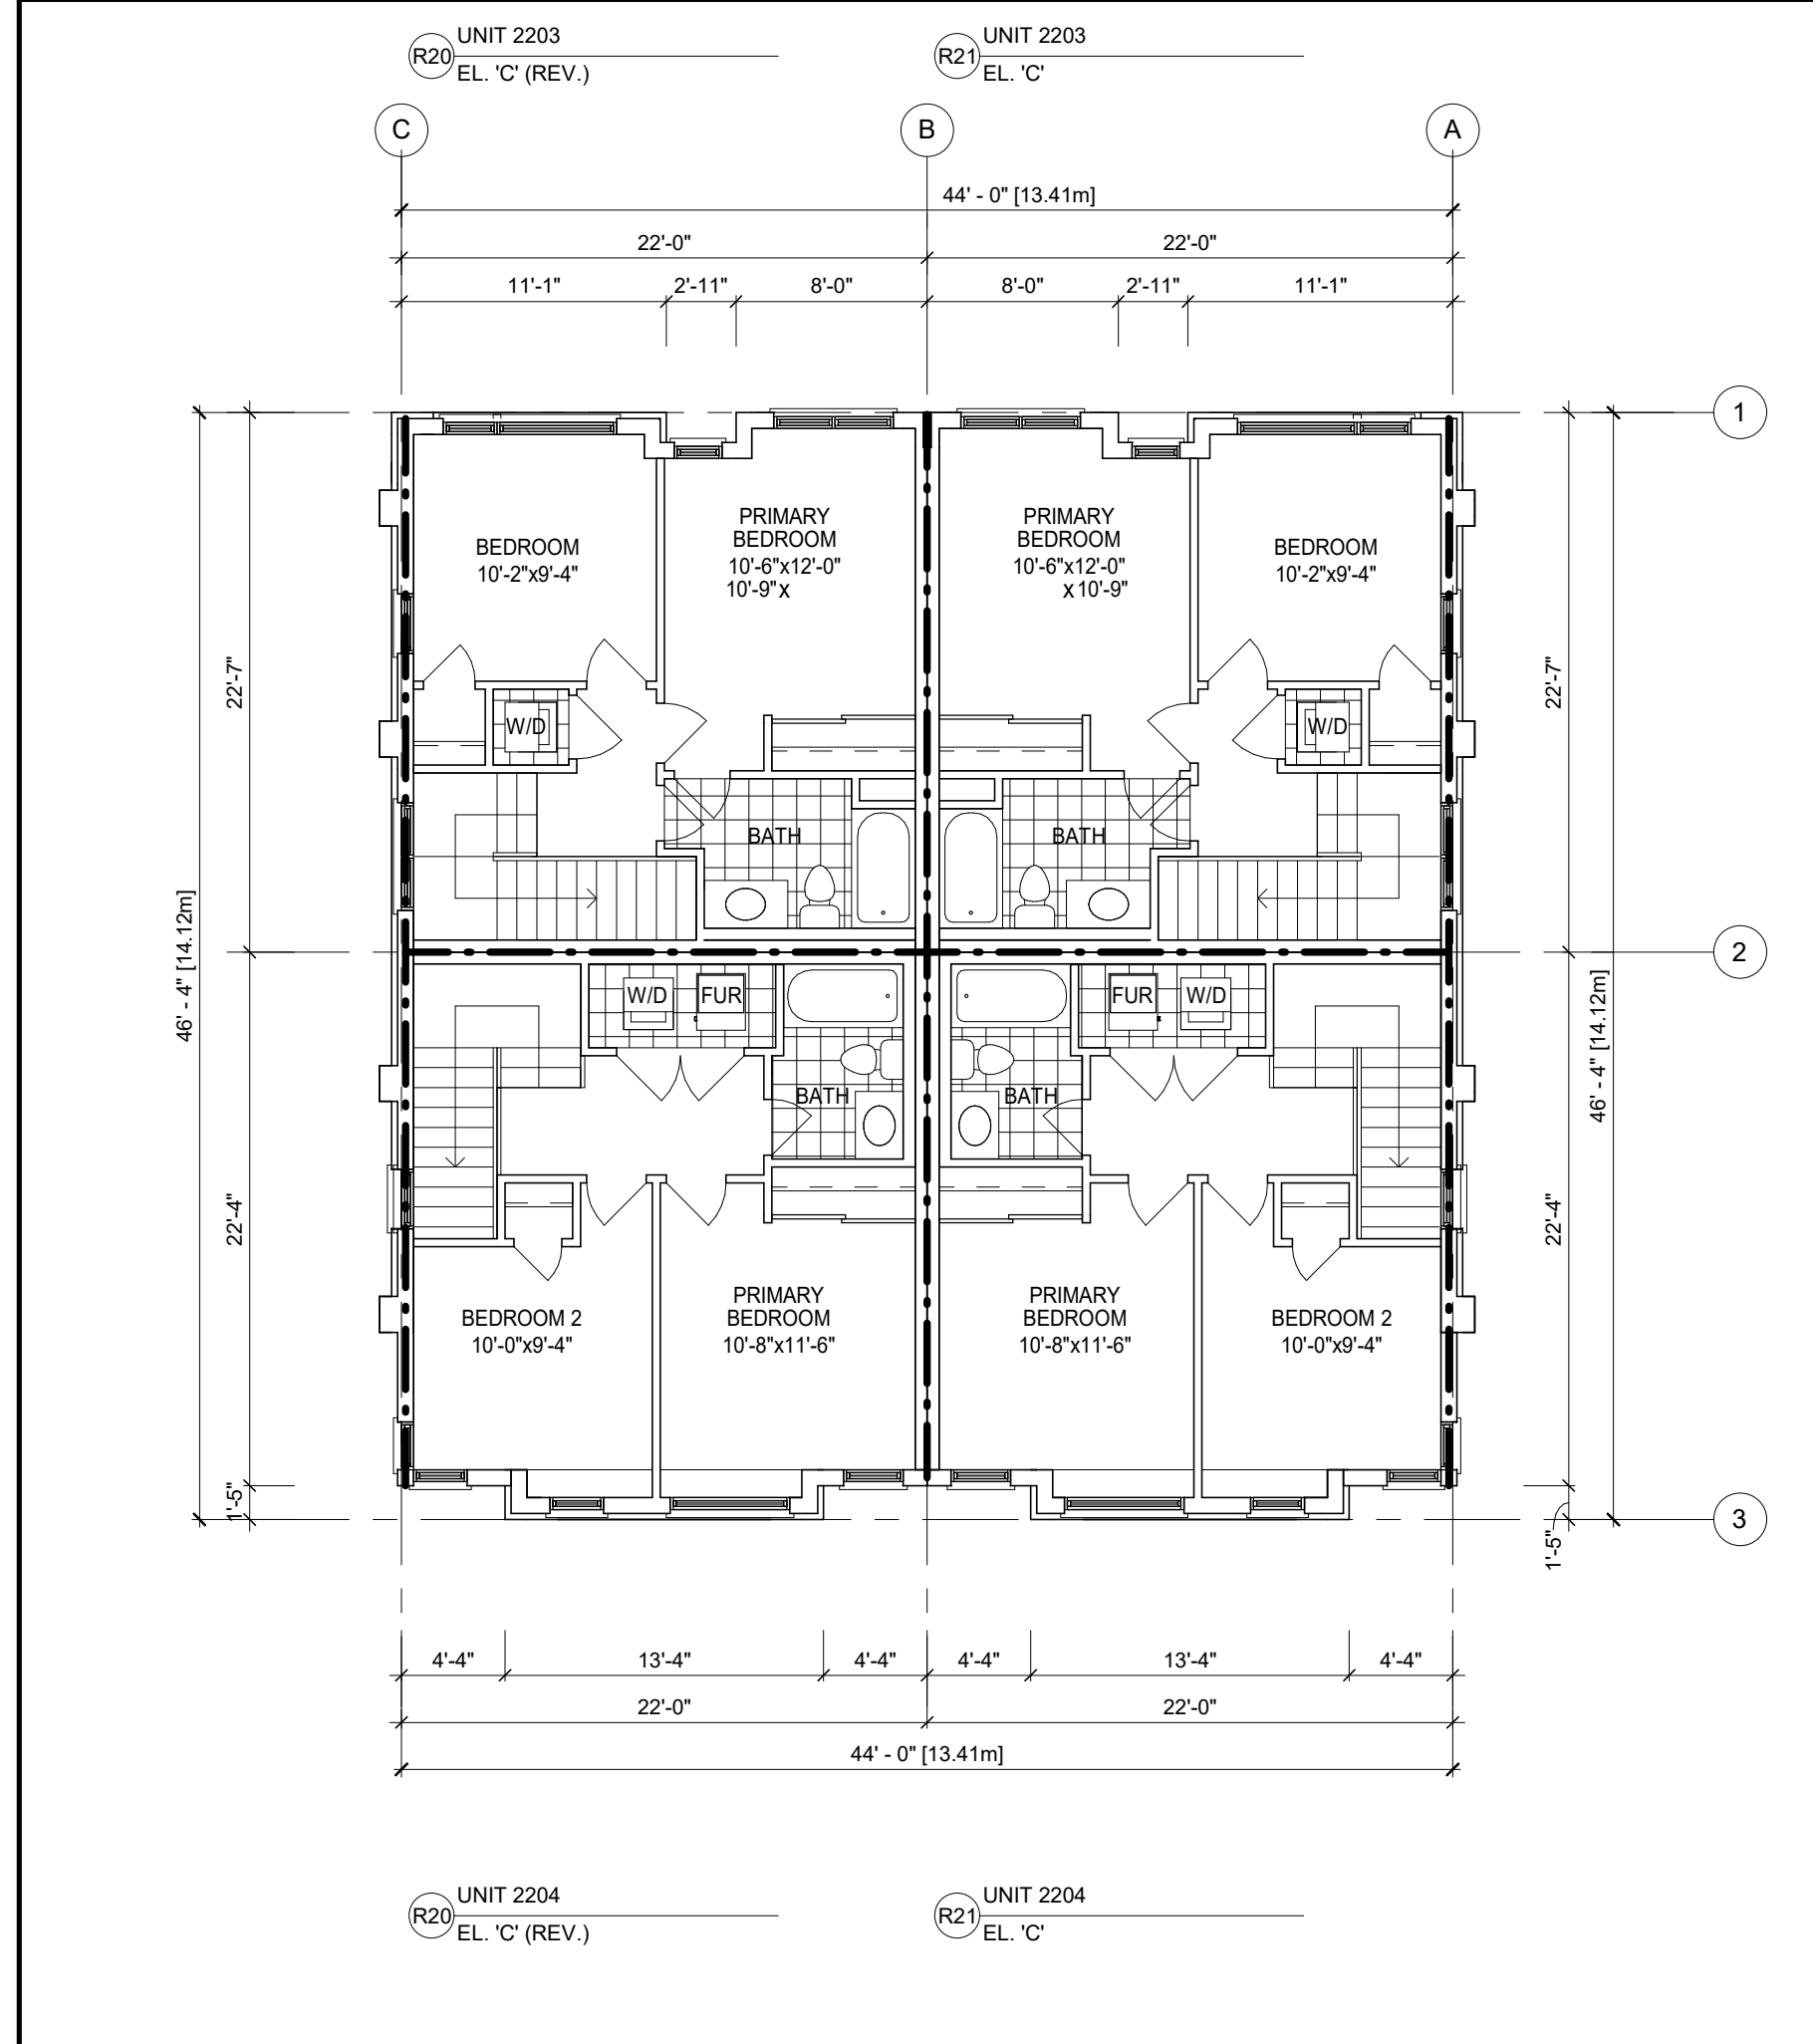 UNIT 2203
R20
EL. 'C' (REV.)
UNIT 2203
R21
EL. 'C'
C
B
A
44' - 0" [13.41m]
22'-0"
22'-0"
11'-1"
2'-11"
8'-0"
8'-0"
2'-11"
11'-1"
1
BEDROOM
10'-2"x9'-4"
PRIMARY
BEDROOM
10'-6"x12'-0"
10'-9"x
PRIMARY
BEDROOM
10'-6"x12'-0"
x10'-9"
BEDROOM
10'-2"x9'-4"
22'-7"
22'-7"
W/D
W/D
BATH
BATH
46' - 4" [14.12m]
2
46' - 4" [14.12m]
W/D
FUR
FUR
W/D
BATH
BATH
22'-4"
22'-4"
BEDROOM 2
10'-0"x9'-4"
PRIMARY
BEDROOM
10'-8"x11'-6"
PRIMARY
BEDROOM
10'-8"x11'-6"
BEDROOM 2
10'-0"x9'-4"
1'-5"
1'-5"
3
4'-4"
13'-4"
4'-4"
4'-4"
13'-4"
4'-4"
22'-0"
22'-0"
44' - 0" [13.41m]
UNIT 2204
R20
EL. 'C' (REV.)
UNIT 2204
R21
EL. 'C'